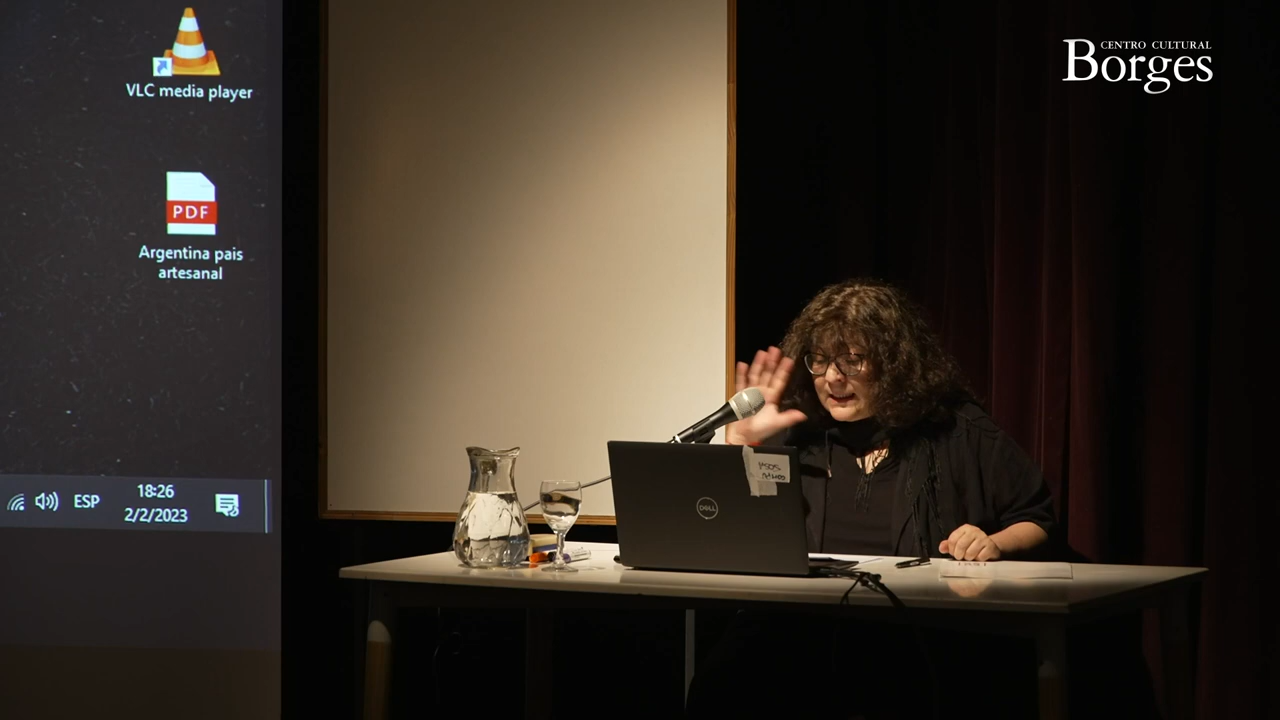 VLC media player
PDF
Argentina pais
artesanal
ESP
18:26
2/2/2023
CENTRO CULTURAL
Borges
DELL